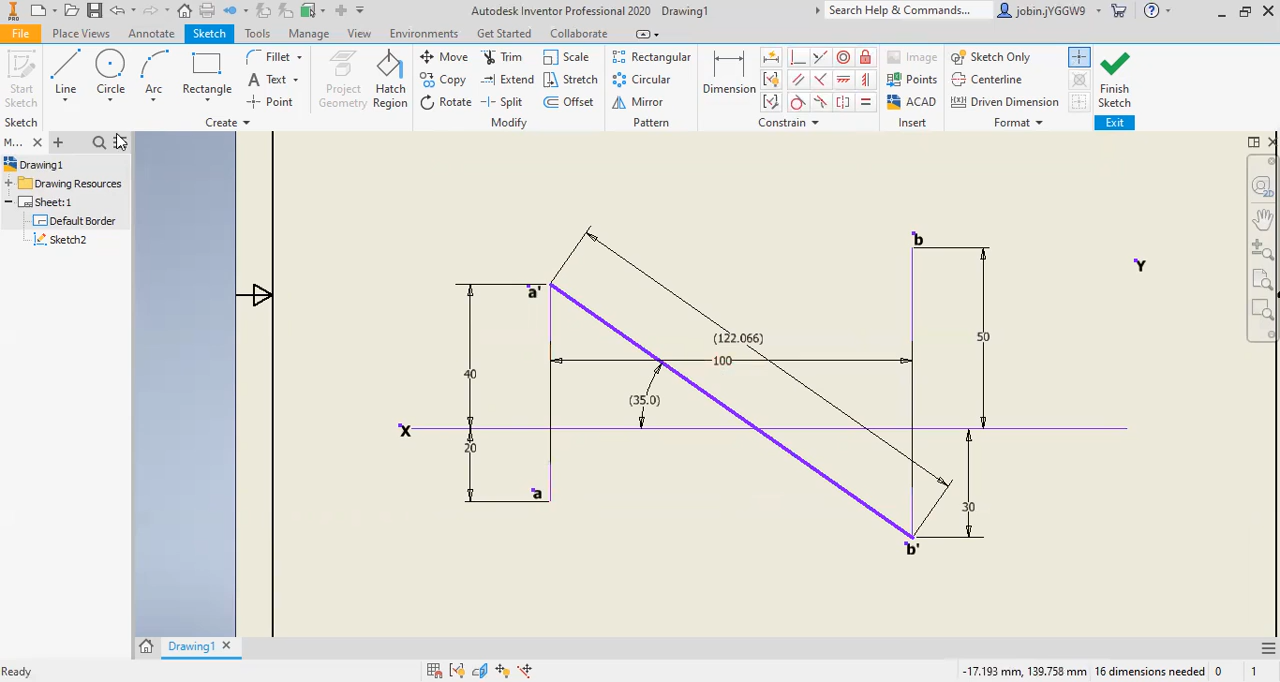 PRO
Autodesk Inventor Professional 2020 Drawing1
Search Help & Commands...
jobin.jYGGW9
File Place Views Annotate Sketch Tools Manage View Environments Get Started Collaborate
Start Sketch
Line
Circle
Arc
Rectangle
Fillet
Text
Point
Project Geometry
Hatch Region
Move
Copy
Rotate
Trim
Extend
Split
Scale
Stretch
Offset
Rectangular
Circular
Mirror
Dimension
Image
Points
ACAD
Sketch Only
Centerline
Driven Dimension
Finish Sketch
Sketch Create Modify Pattern Constrain Insert Format Exit
M...
Drawing1
Drawing Resources
Sheet:1
Default Border
Sketch2
b
Y
a'
(122.066)
50
100
40
(35.0)
X
20
a
30
b'
Drawing1
Ready
-17.193 mm, 139.758 mm 16 dimensions needed 0 1